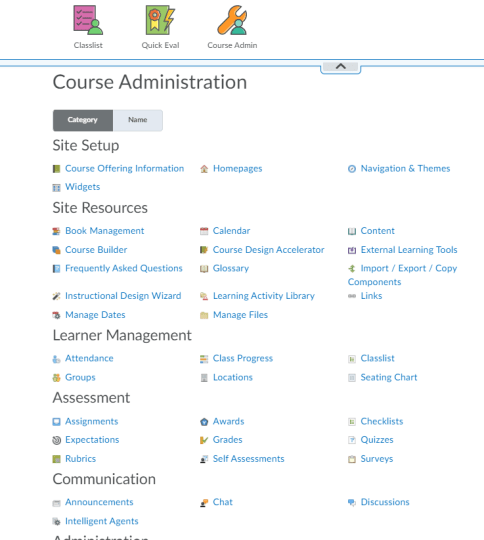 Classlist Quick Eval Course Admin
Course Administration
Category Name
Site Setup
Course Offering Information Homepages Navigation & Themes
Widgets
Site Resources
Book Management Calendar Content
Course Builder Course Design Accelerator External Learning Tools
Frequently Asked Questions Glossary Import / Export / Copy
Components
Instructional Design Wizard Learning Activity Library Links
Manage Dates Manage Files
Learner Management
Attendance Class Progress Classlist
Groups Locations Seating Chart
Assessment
Assignments Awards Checklists
Expectations Grades Quizzes
Rubrics Self Assessments Surveys
Communication
Announcements Chat Discussions
Intelligent Agents
Administration